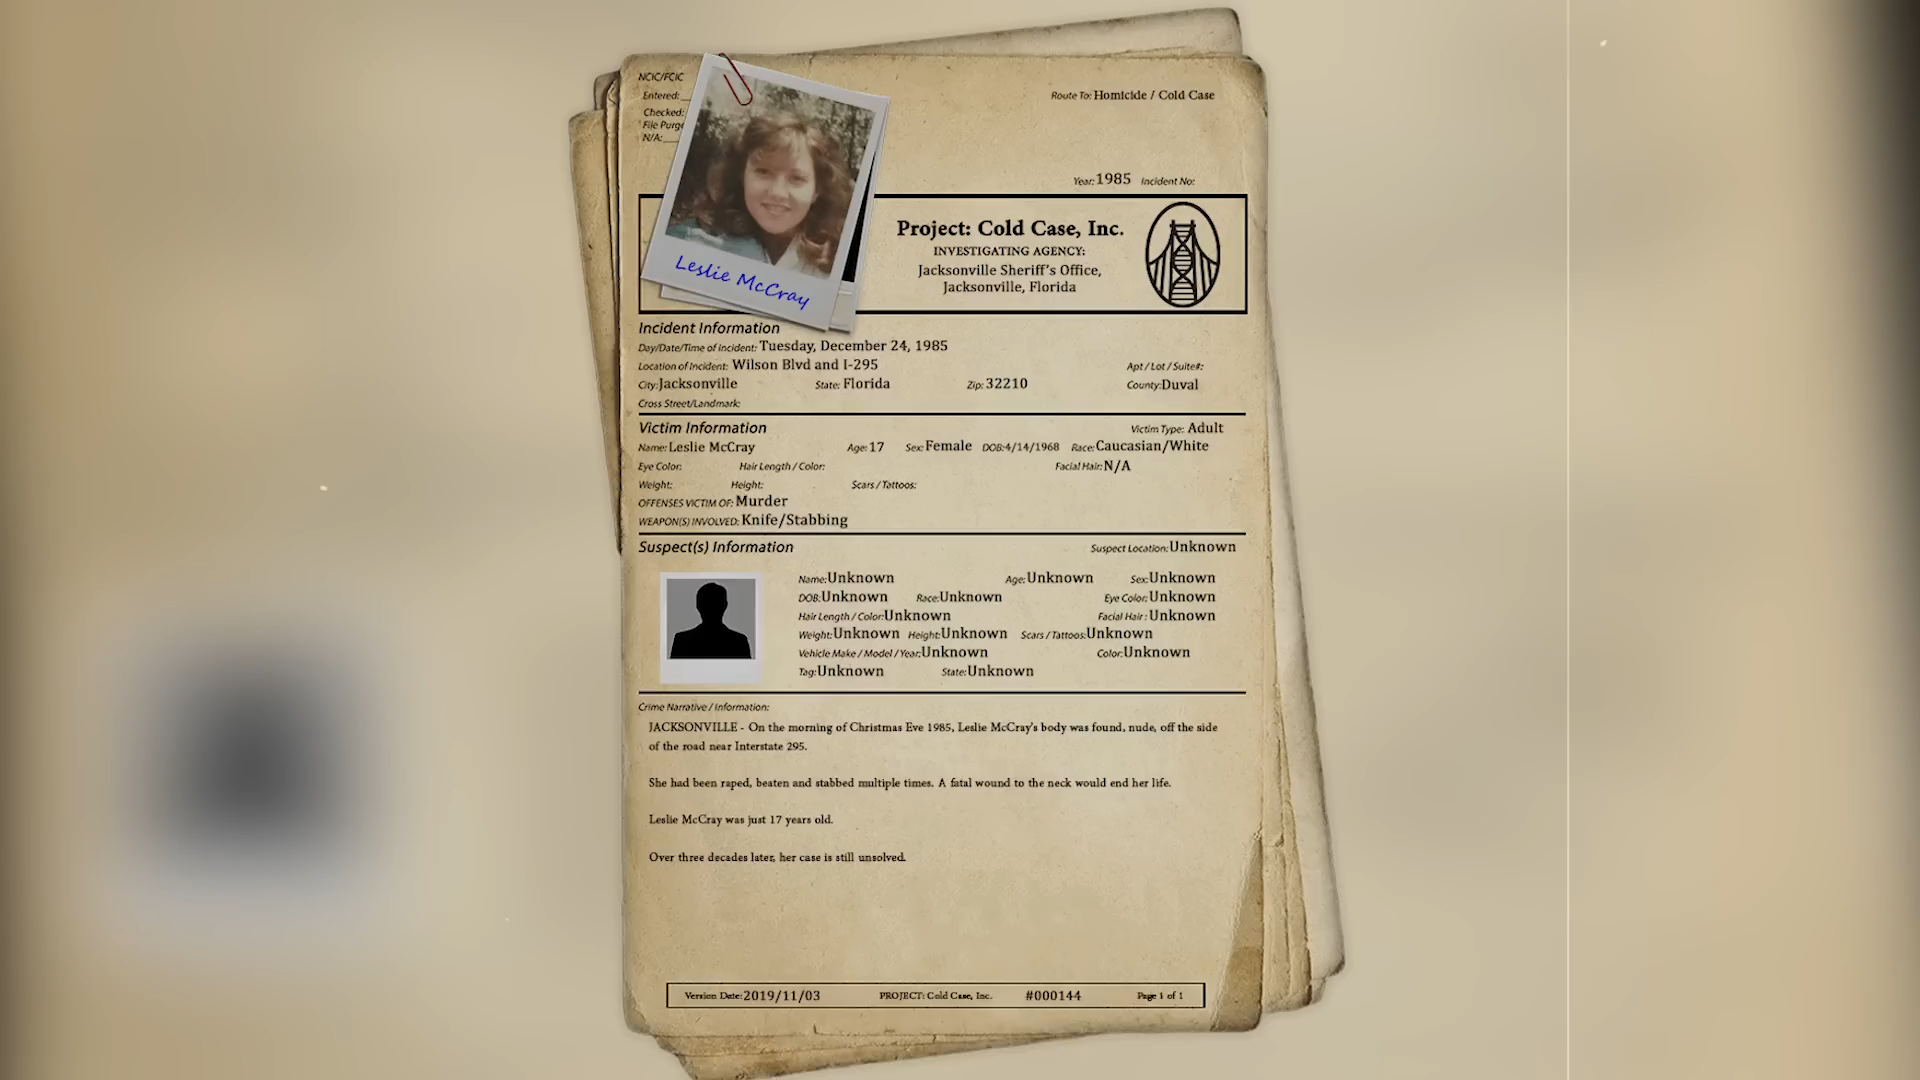 NCIC/FCIC
Entered:
Route To: Homicide / Cold Case
Checked:
File Purge
N/A:
Year: 1985 Incident No:
Project: Cold Case, Inc.
INVESTIGATING AGENCY:
Jacksonville Sheriff's Office,
Jacksonville, Florida
Leslie McCray
Incident Information
Day/Date/Time of Incident: Tuesday, December 24, 1985
Location of Incident: Wilson Blvd and I-295 Apt / Lot / Suite#:
City: Jacksonville State: Florida Zip: 32210 County: Duval
Cross Street/Landmark:
Victim Information Victim Type: Adult
Name: Leslie McCray Age: 17 Sex: Female DOB: 4/14/1968 Race: Caucasian/White
Eye Color: Hair Length / Color: Facial Hair: N/A
Weight: Height: Scars / Tattoos:
OFFENSES VICTIM OF: Murder
WEAPON(S) INVOLVED: Knife/Stabbing
Suspect(s) Information Suspect Location: Unknown
Name: Unknown Age: Unknown Sex: Unknown
DOB: Unknown Race: Unknown Eye Color: Unknown
Hair Length / Color: Unknown Facial Hair : Unknown
Weight: Unknown Height: Unknown Scars / Tattoos: Unknown
Vehicle Make / Model / Year: Unknown Color: Unknown
Tag: Unknown State: Unknown
Crime Narrative / Information:
JACKSONVILLE - On the morning of Christmas Eve 1985, Leslie McCray's body was found, nude, off the side
of the road near Interstate 295.
She had been raped, beaten and stabbed multiple times. A fatal wound to the neck would end her life.
Leslie McCray was just 17 years old.
Over three decades later, her case is still unsolved.
Version Date: 2019/11/03 PROJECT: Cold Case, Inc. #000144 Page 1 of 1